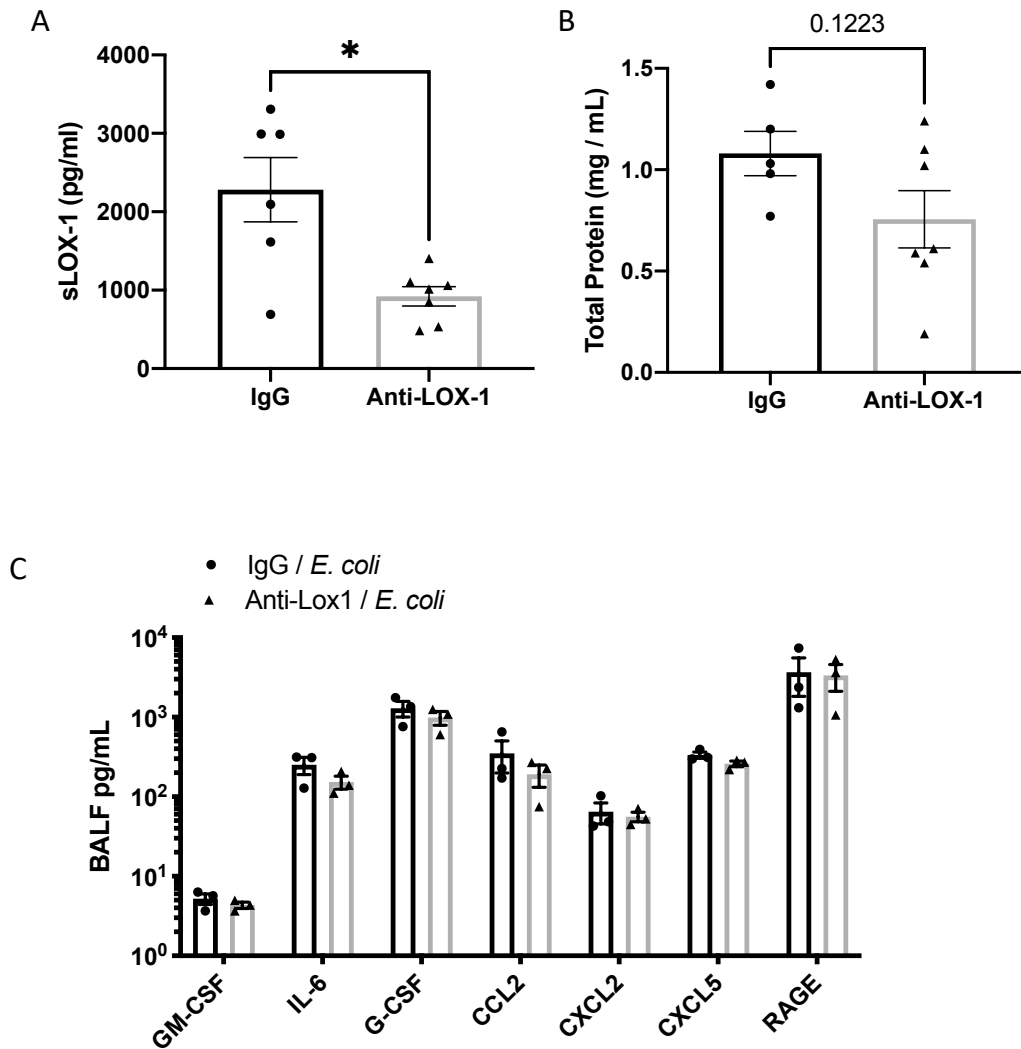 A
sLOX-1 (pg/ml)
4000
3000
2000
1000
0
*
IgG
Anti-LOX-1
B
Total Protein (mg / mL)
0.1223
1.5
1.0
0.5
0.0
IgG
Anti-LOX-1
C
IgG / E. coli
Anti-Lox1 / E. coli
BALF pg/mL
10⁴
10³
10²
10¹
10⁰
GM-CSF
IL-6
G-CSF
CCL2
CXCL2
CXCL5
RAGE